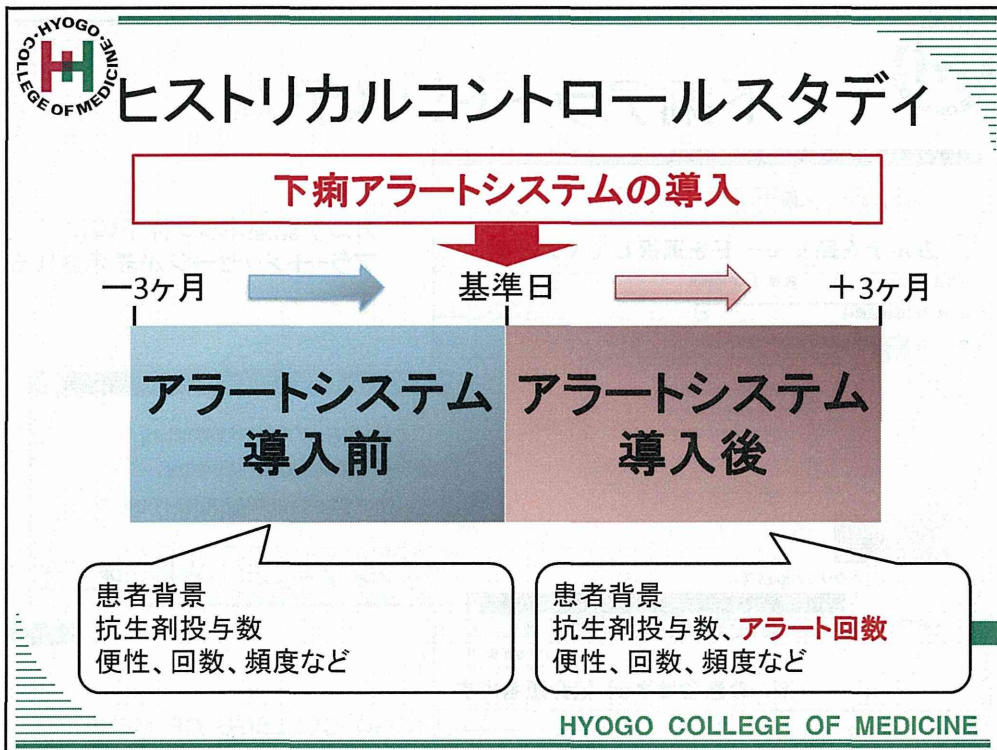 HYOGO COLLEGE OF MEDICINE
ヒストリカルコントロールスタディ
下痢アラートシステムの導入
ー3ヶ月
基準日
+3ヶ月
アラートシステム
導入前
アラートシステム
導入後
患者背景
抗生剤投与数
便性、回数、頻度など
患者背景
抗生剤投与数、アラート回数
便性、回数、頻度など
HYOGO COLLEGE OF MEDICINE